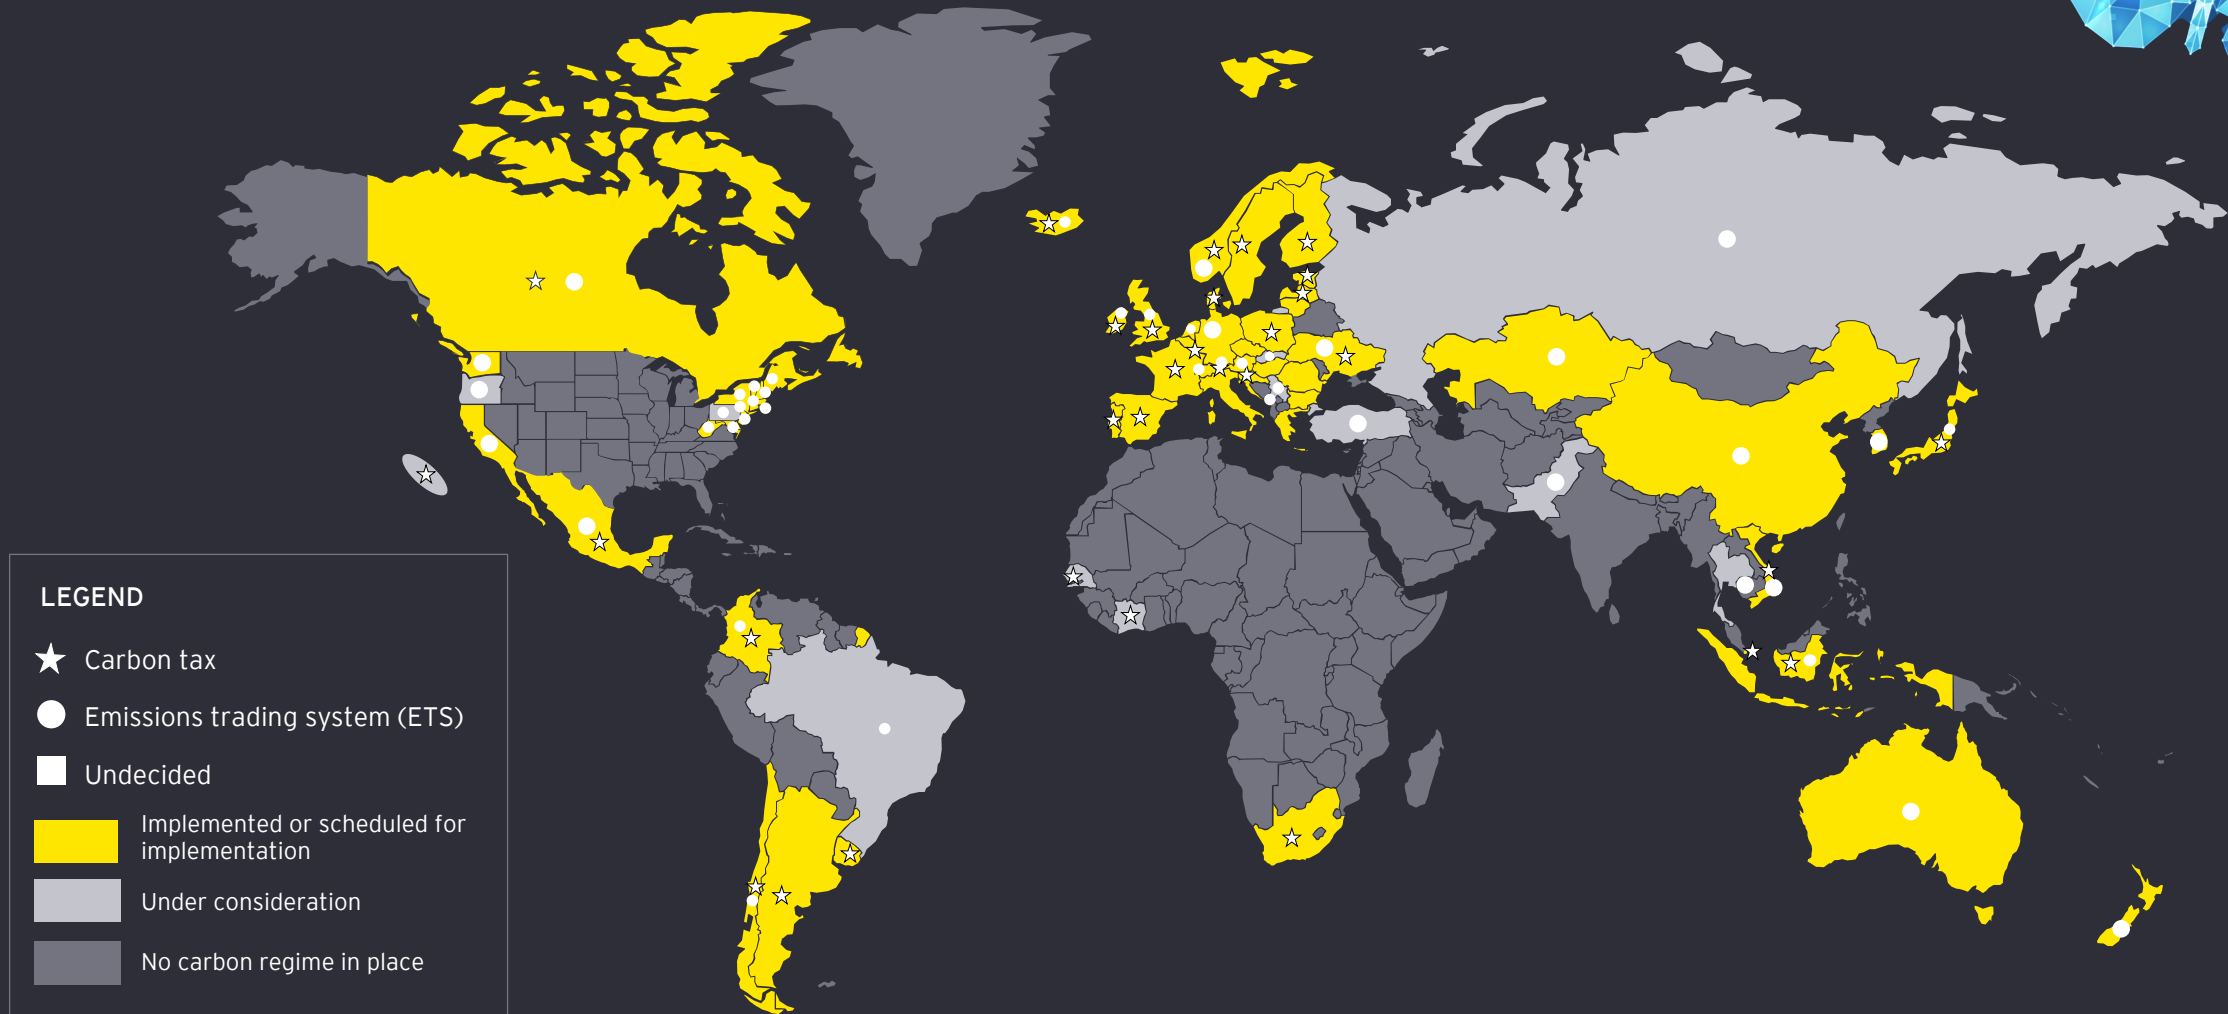 LEGEND
Carbon tax
Emissions trading system (ETS)
Undecided
Implemented or scheduled for
implementation
Under consideration
No carbon regime in place